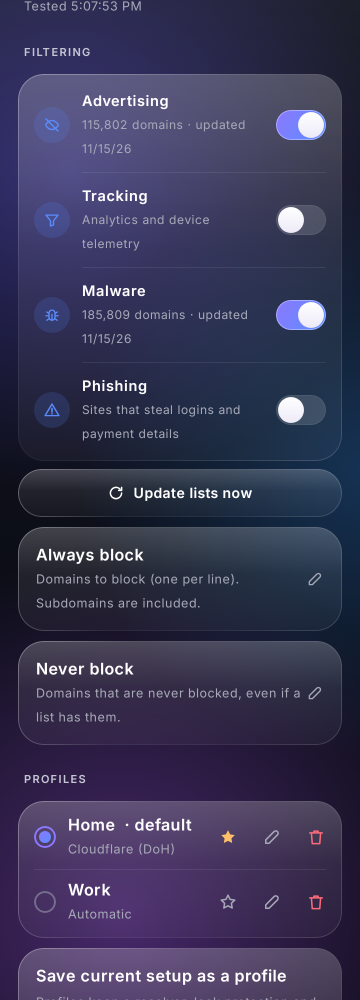 Tested 5:07:53 PM
FILTERING
Advertising
115,802 domains · updated
11/15/26
Tracking
Analytics and device
telemetry
Malware
185,809 domains · updated
11/15/26
Phishing
Sites that steal logins and
payment details
Update lists now
Always block
Domains to block (one per line).
Subdomains are included.
Never block
Domains that are never blocked, even if a
list has them.
PROFILES
Home · default
Cloudflare (DoH)
Work
Automatic
Save current setup as a profile